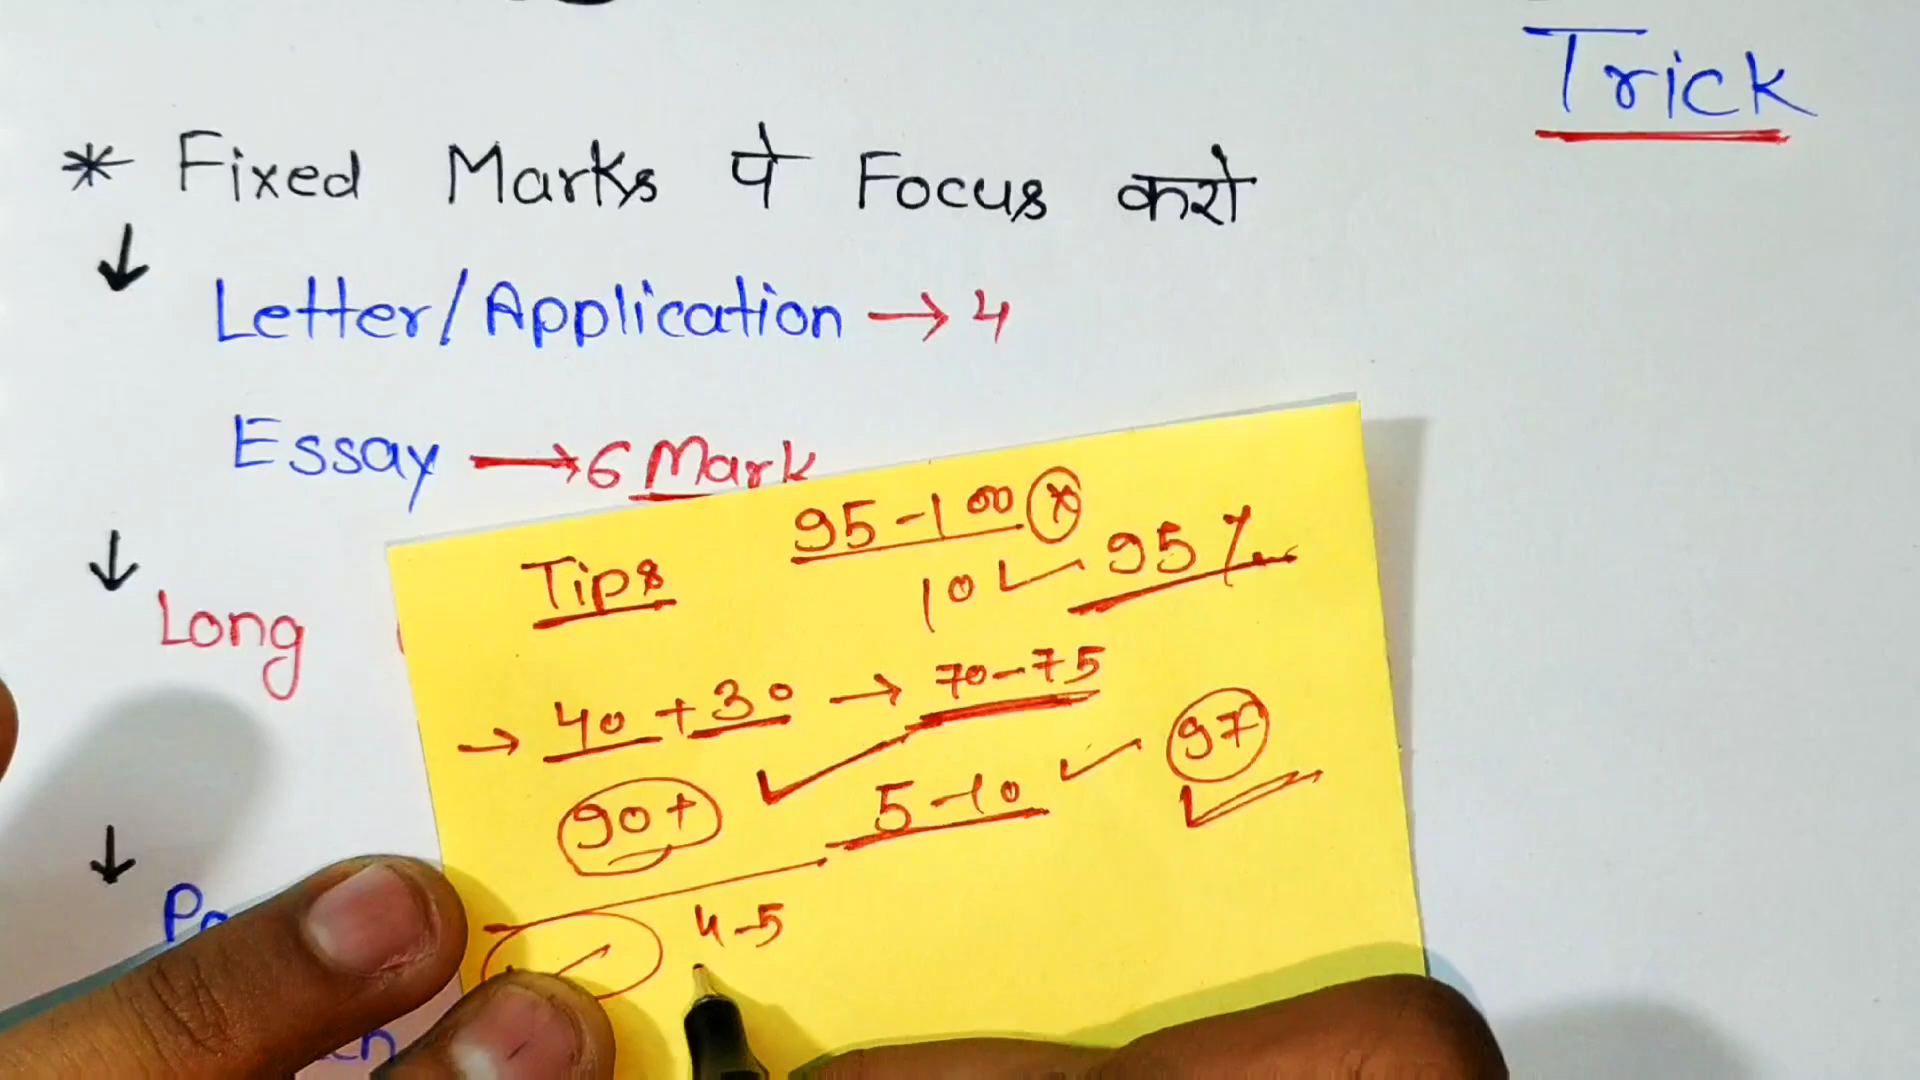 Trick
* Fixed Marks पे Focus करो
↓
Letter/Application → 4
Essay → 6 Mark
↓
Long
↓
Tips
95-100
10 ✓ 95%
→ 40 + 30 → 70-75
90+ ✓ 5-10 ✓ 97 ✓
4-5